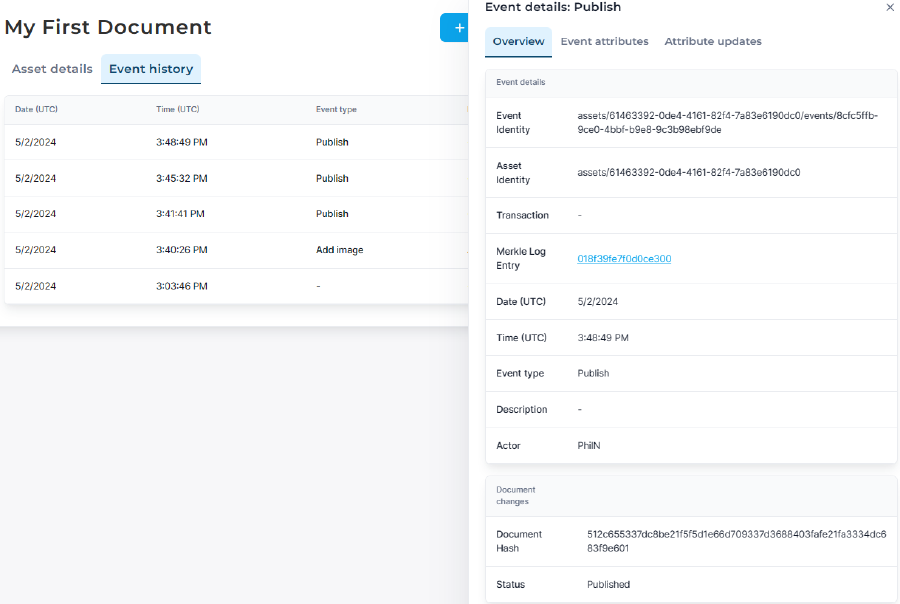 My First Document
+
Asset details Event history
Date (UTC) Time (UTC) Event type
5/2/2024 3:48:49 PM Publish
5/2/2024 3:45:32 PM Publish
5/2/2024 3:41:41 PM Publish
5/2/2024 3:40:26 PM Add image
5/2/2024 3:03:46 PM -
Event details: Publish
Overview Event attributes Attribute updates
Event details
Event
Identity
assets/61463392-0de4-4161-82f4-7a83e6190dc0/events/8cfc5ffb-
9ce0-4bbf-b9e8-9c3b98ebf9de
Asset
Identity
assets/61463392-0de4-4161-82f4-7a83e6190dc0
Transaction -
Merkle Log
Entry
018f39fe7f0d0ce300
Date (UTC) 5/2/2024
Time (UTC) 3:48:49 PM
Event type Publish
Description -
Actor PhilN
Document
changes
Document
Hash
512c655337dc8be21f5f5d1e66d709337d3688403fafe21fa3334dc6
83f9e601
Status Published